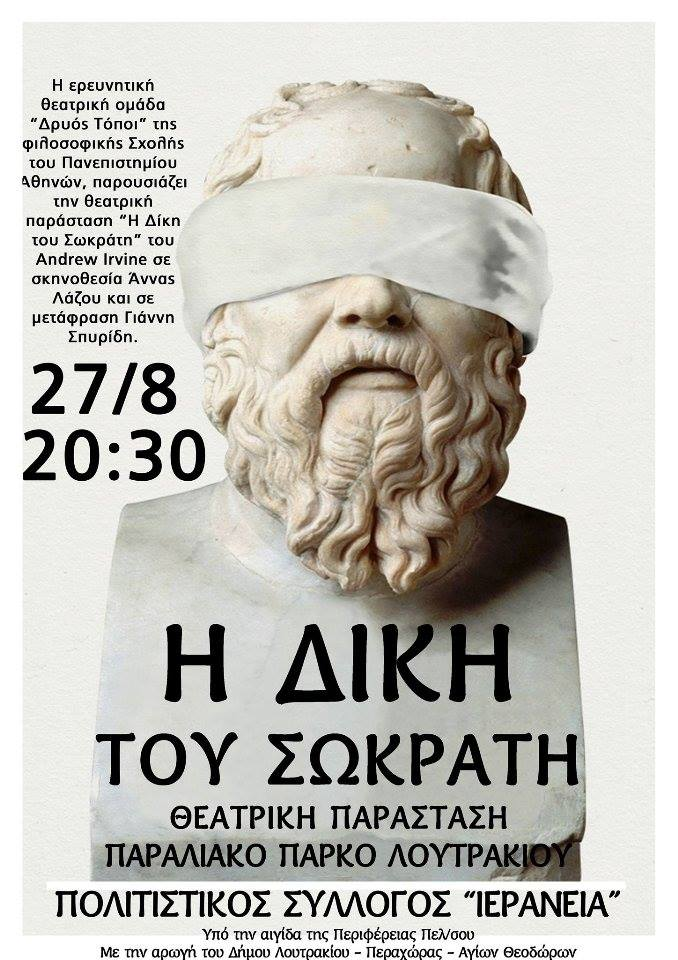 Η ερευνητική
θεατρική ομάδα
“Δρυός Τόποι” της
φιλοσοφικής Σχολής
του Πανεπιστημίου
Αθηνών, παρουσιάζει
την θεατρική
παράσταση “Η Δίκη
του Σωκράτη” του
Andrew Irvine σε
σκηνοθεσία Άννας
Λάζου και σε
μετάφραση Γιάννη
Σπυρίδη.
27/8
20:30
Η ΔΙΚΗ
ΤΟΥ ΣΩΚΡΑΤΗ
ΘΕΑΤΡΙΚΗ ΠΑΡΑΣΤΑΣΗ
ΠΑΡΑΛΙΑΚΟ ΠΑΡΚΟ ΛΟΥΤΡΑΚΙΟΥ
ΠΟΛΙΤΙΣΤΙΚΟΣ ΣΥΛΛΟΓΟΣ “ΙΕΡΑΝΕΙΑ”
Υπό την αιγίδα της Περιφέρειας Πελ/σου
Με την αρωγή του Δήμου Λουτρακίου – Περαχώρας – Αγίων Θεοδώρων